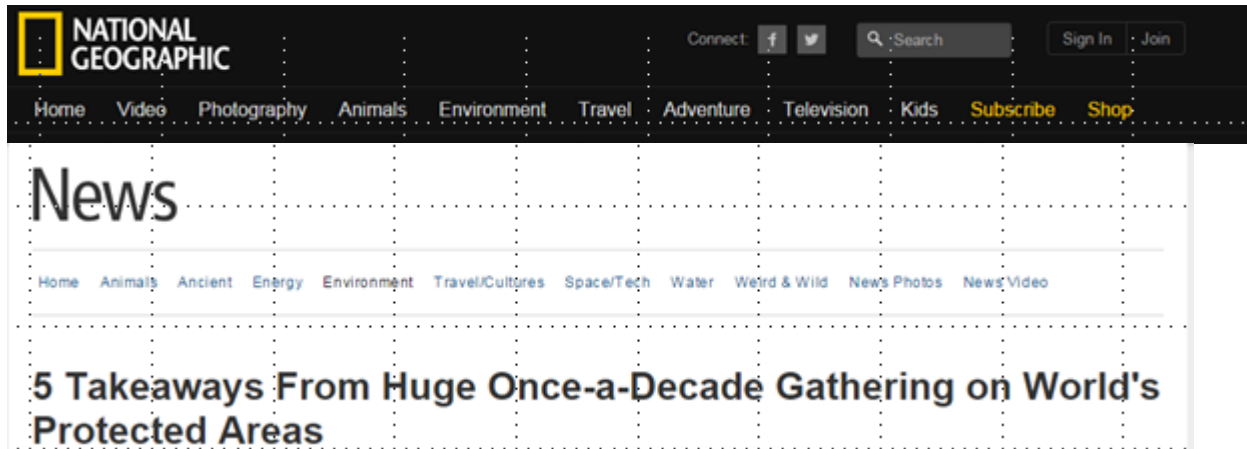 NATIONAL
GEOGRAPHIC
Connect: Search Sign In Join
Home Video Photography Animals Environment Travel Adventure Television Kids Subscribe Shop
News
Home Animals Ancient Energy Environment Travel/Cultures Space/Tech Water Weird & Wild News Photos News Video
5 Takeaways From Huge Once-a-Decade Gathering on World's
Protected Areas